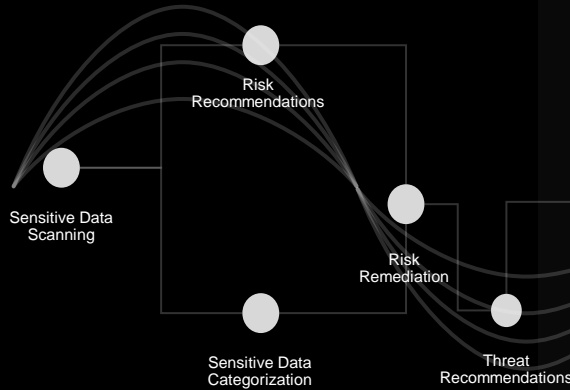 Risk
Recommendations
Sensitive Data
Scanning
Risk
Remediation
Sensitive Data
Categorization
Threat
Recommendations